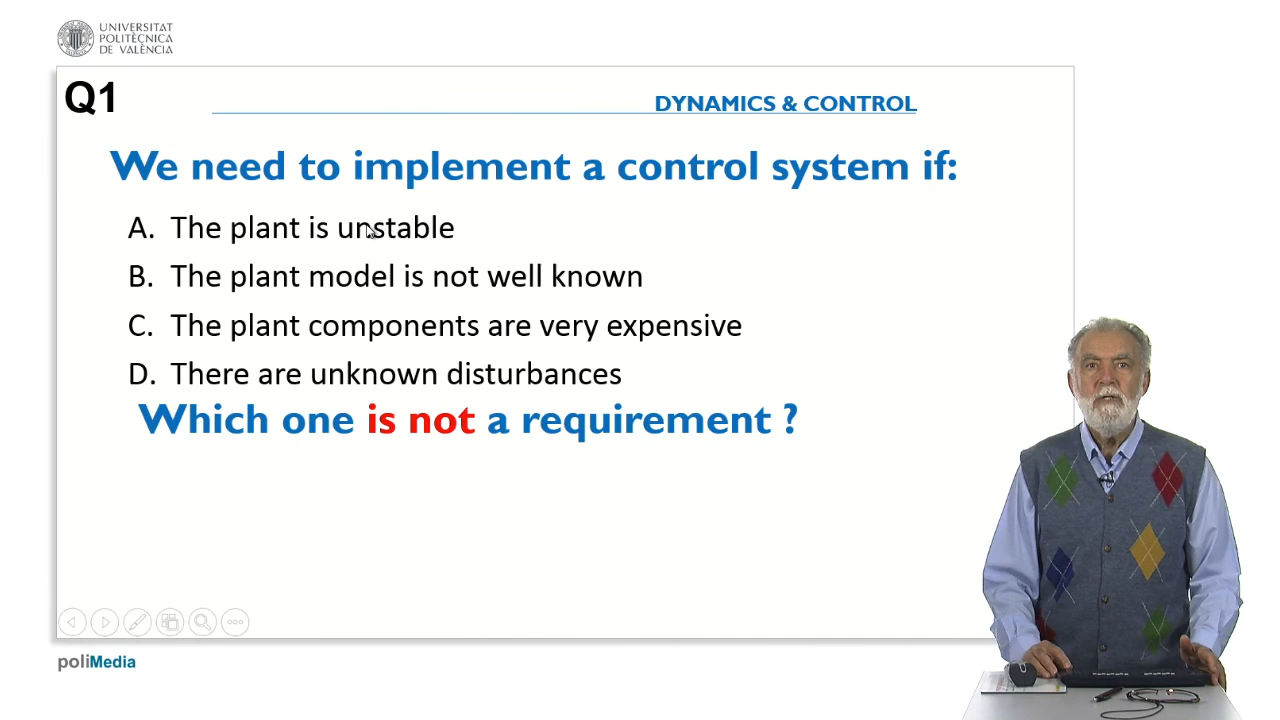 UNIVERSITAT
POLITÈCNICA
DE VALÈNCIA
Q1
DYNAMICS & CONTROL
We need to implement a control system if:
A. The plant is unstable
B. The plant model is not well known
C. The plant components are very expensive
D. There are unknown disturbances
Which one is not a requirement ?
poliMedia